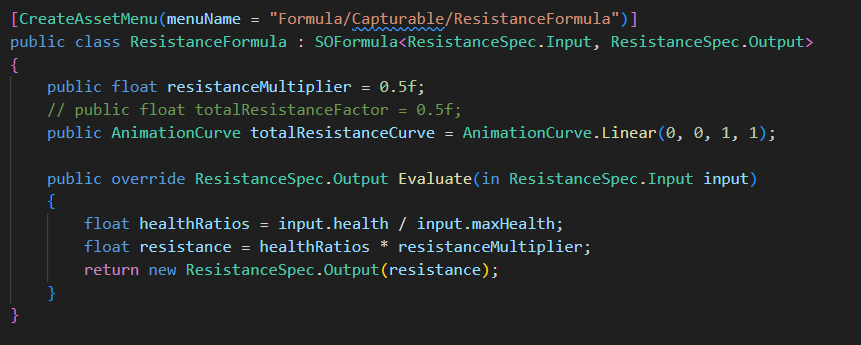 [CreateAssetMenu(menuName = "Formula/Capturable/ResistanceFormula")]
public class ResistanceFormula : SOFormula<ResistanceSpec.Input, ResistanceSpec.Output>
{
    public float resistanceMultiplier = 0.5f;
    // public float totalResistanceFactor = 0.5f;
    public AnimationCurve totalResistanceCurve = AnimationCurve.Linear(0, 0, 1, 1);

    public override ResistanceSpec.Output Evaluate(in ResistanceSpec.Input input)
    {
        float healthRatios = input.health / input.maxHealth;
        float resistance = healthRatios * resistanceMultiplier;
        return new ResistanceSpec.Output(resistance);
    }
}